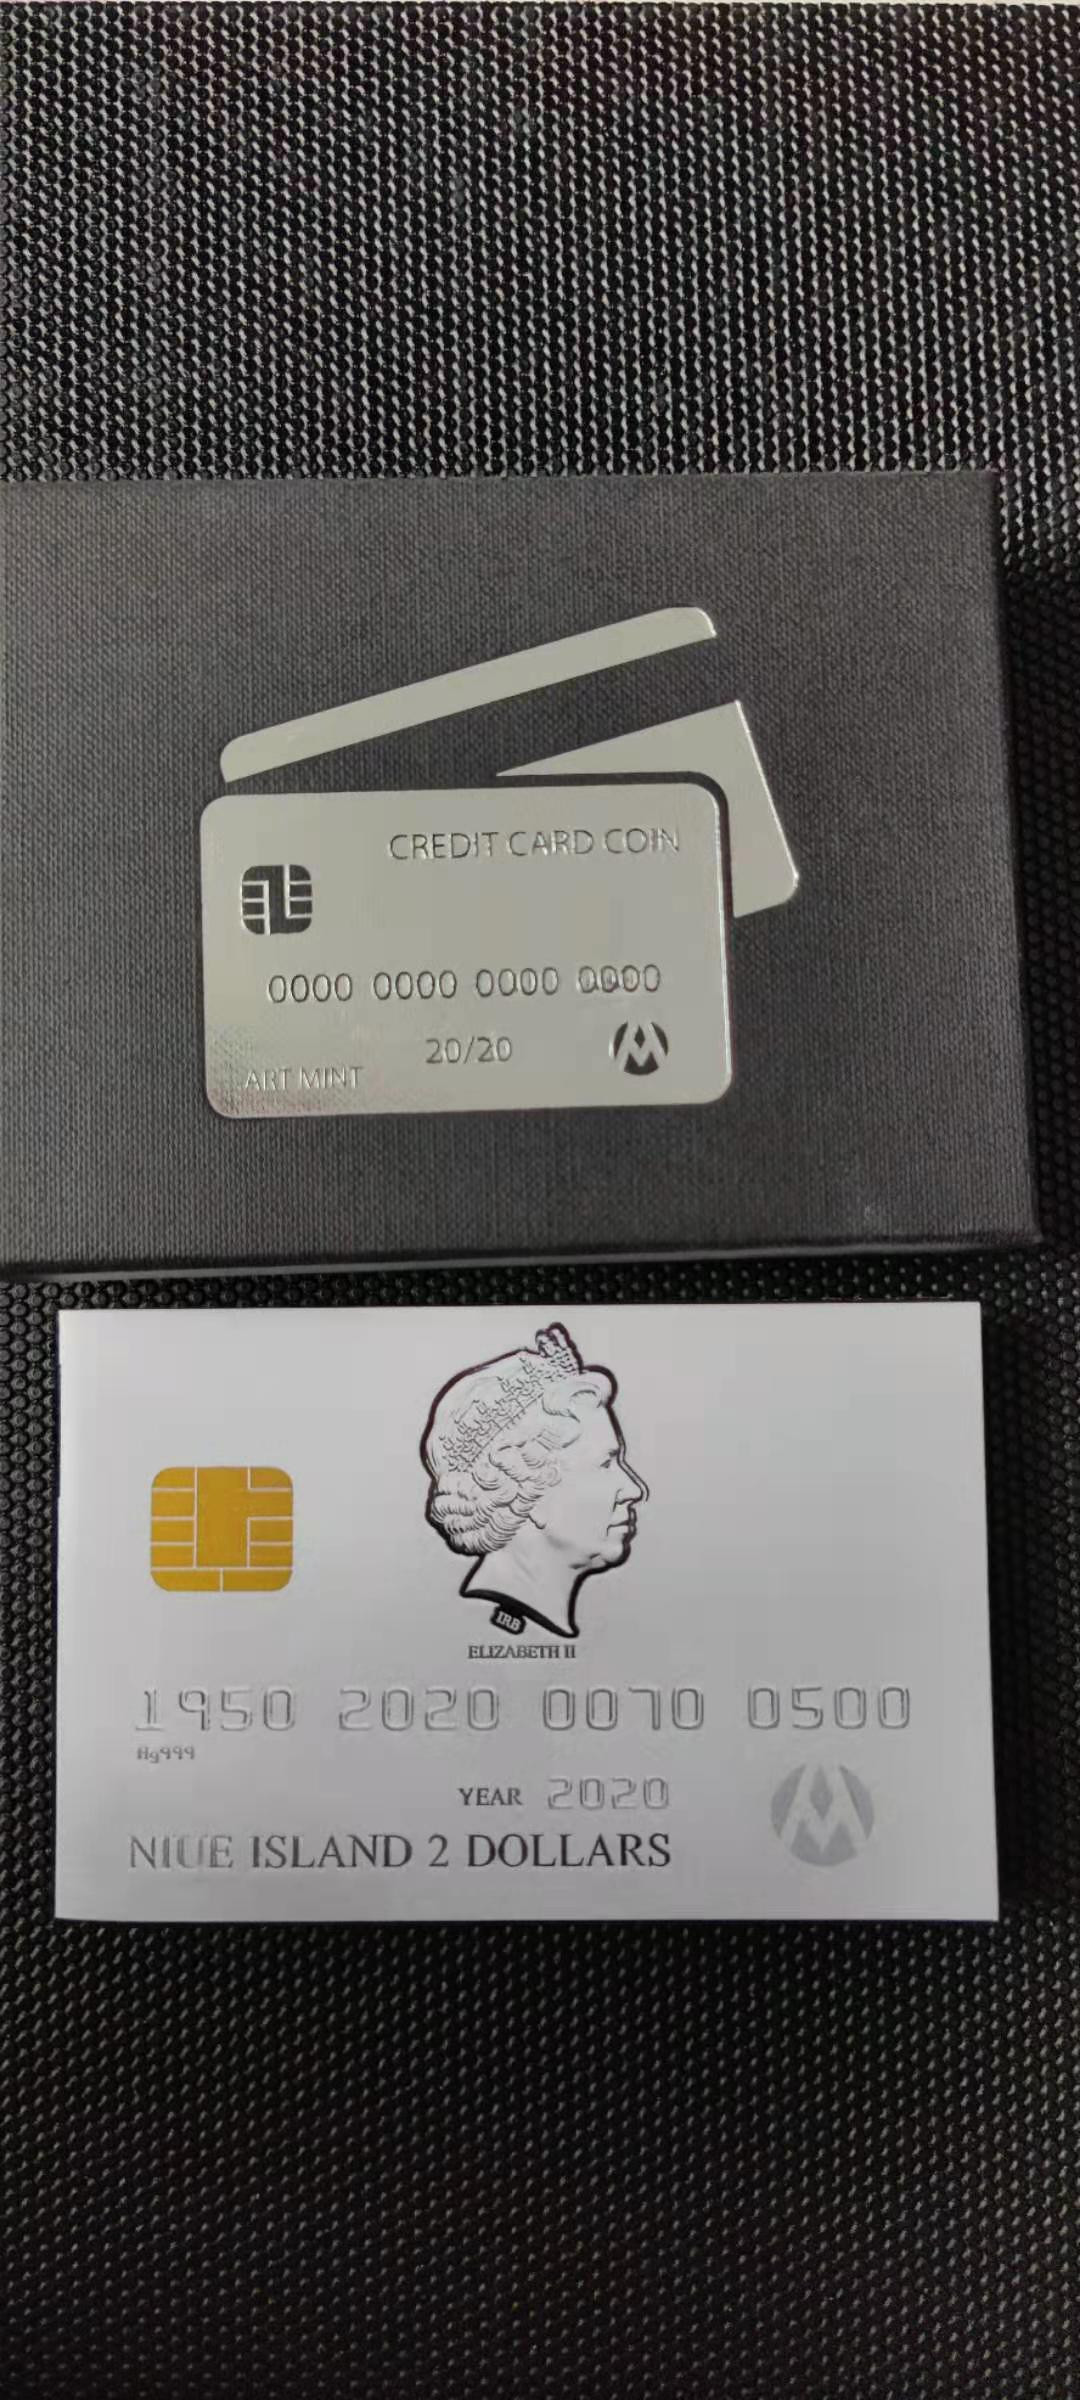 CREDIT CARD COIN
0000 0000 0000 0000
20/20
ART MINT
IRB
ELIZABETH II
1950 2020 0070 0500
Ag999
YEAR 2020
NIUE ISLAND 2 DOLLARS